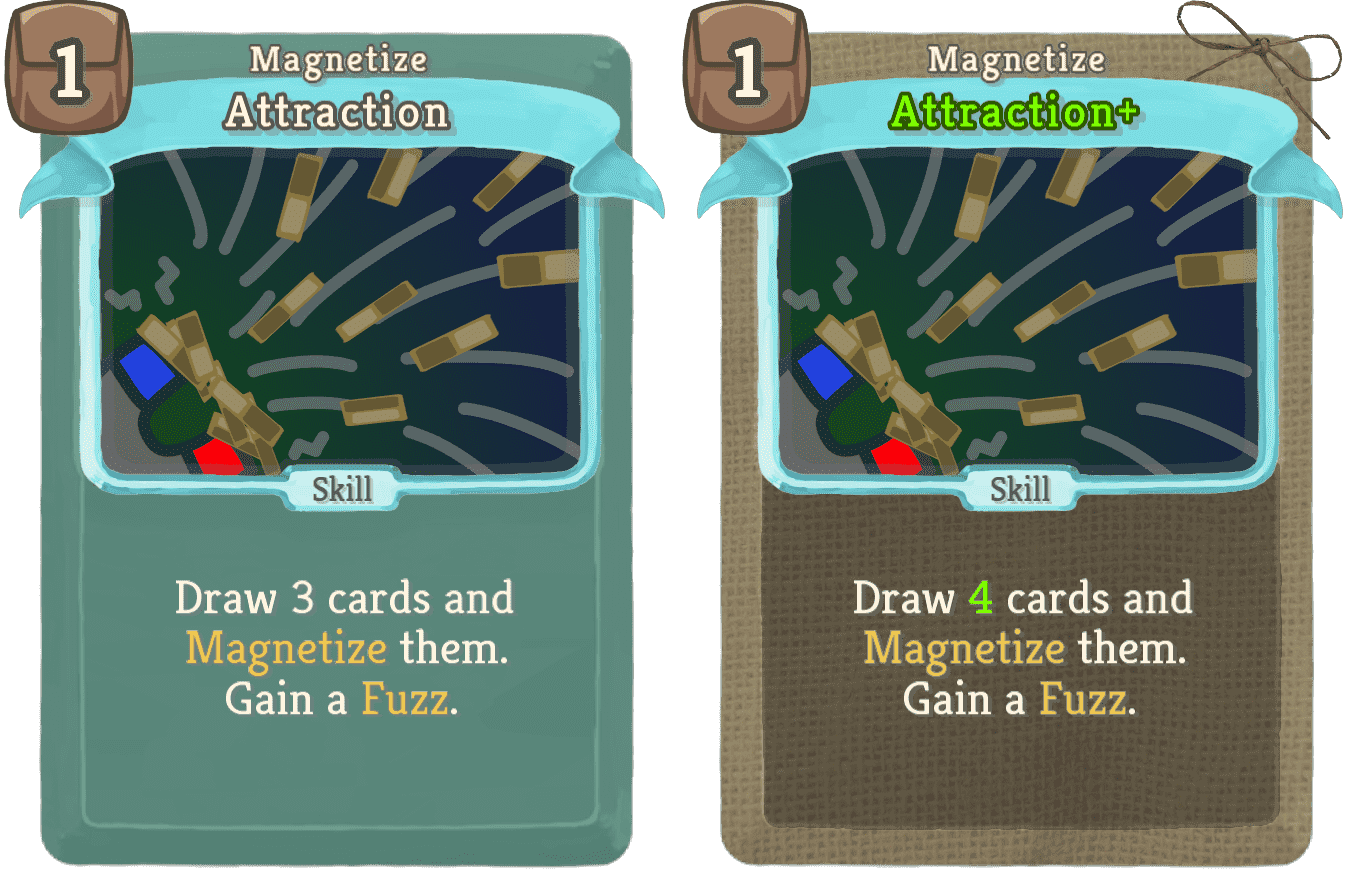 1
Magnetize
Attraction
Skill
Draw 3 cards and
Magnetize them.
Gain a Fuzz.
1
Magnetize
Attraction+
Skill
Draw 4 cards and
Magnetize them.
Gain a Fuzz.